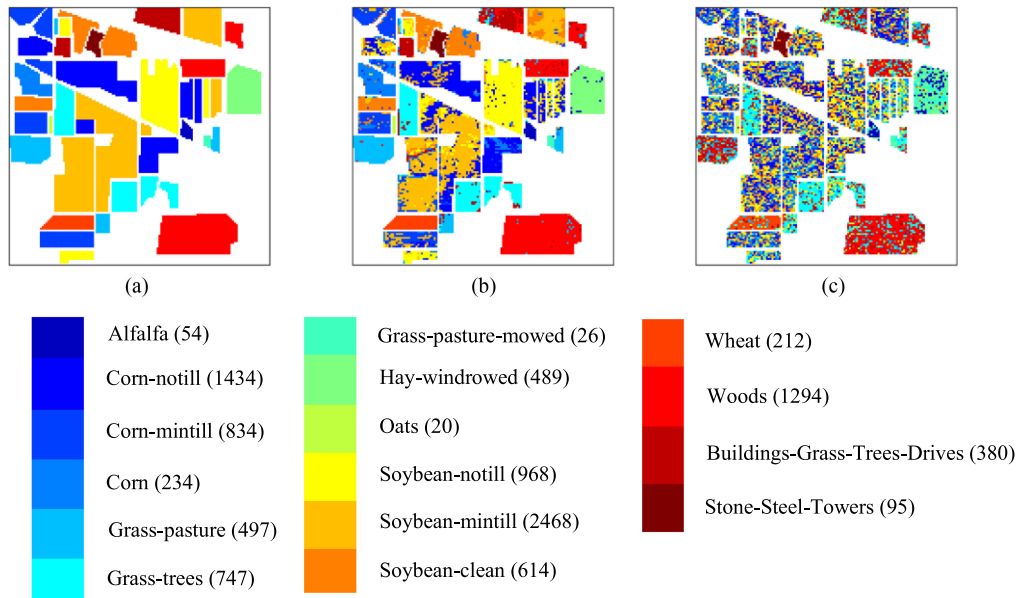 (a)
(b)
(c)
Alfalfa (54)
Corn-notill (1434)
Corn-mintill (834)
Corn (234)
Grass-pasture (497)
Grass-trees (747)
Grass-pasture-mowed (26)
Hay-windrowed (489)
Oats (20)
Soybean-notill (968)
Soybean-mintill (2468)
Soybean-clean (614)
Wheat (212)
Woods (1294)
Buildings-Grass-Trees-Drives (380)
Stone-Steel-Towers (95)